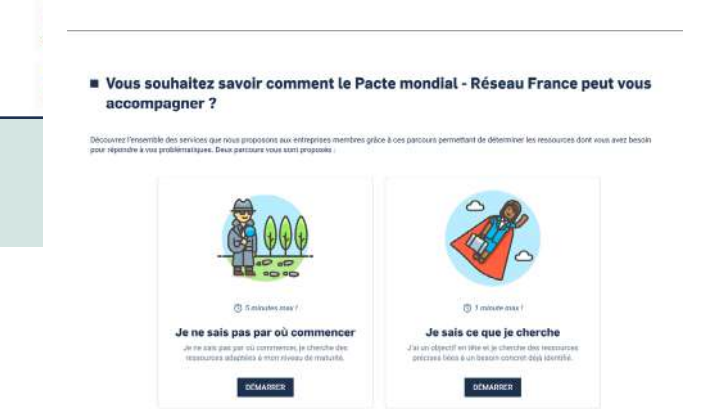 Vous souhaitez savoir comment le Pacte mondial - Réseau France peut vous
accompagner ?
Découvrez l'ensemble des services que nous proposons aux entreprises membres grâce à ces parcours permettant de déterminer les ressources dont vous avez besoin
pour répondre à vos problématiques. Deux parcours vous sont proposés :
5 minutes max !
Je ne sais pas par où commencer
Je ne sais pas par où commencer, je cherche des
ressources adaptées à mon niveau de maturité.
DÉMARRER
1 minute max !
Je sais ce que je cherche
J'ai un objectif en tête et je cherche des ressources
précises liées à un besoin concret déjà identifié.
DÉMARRER